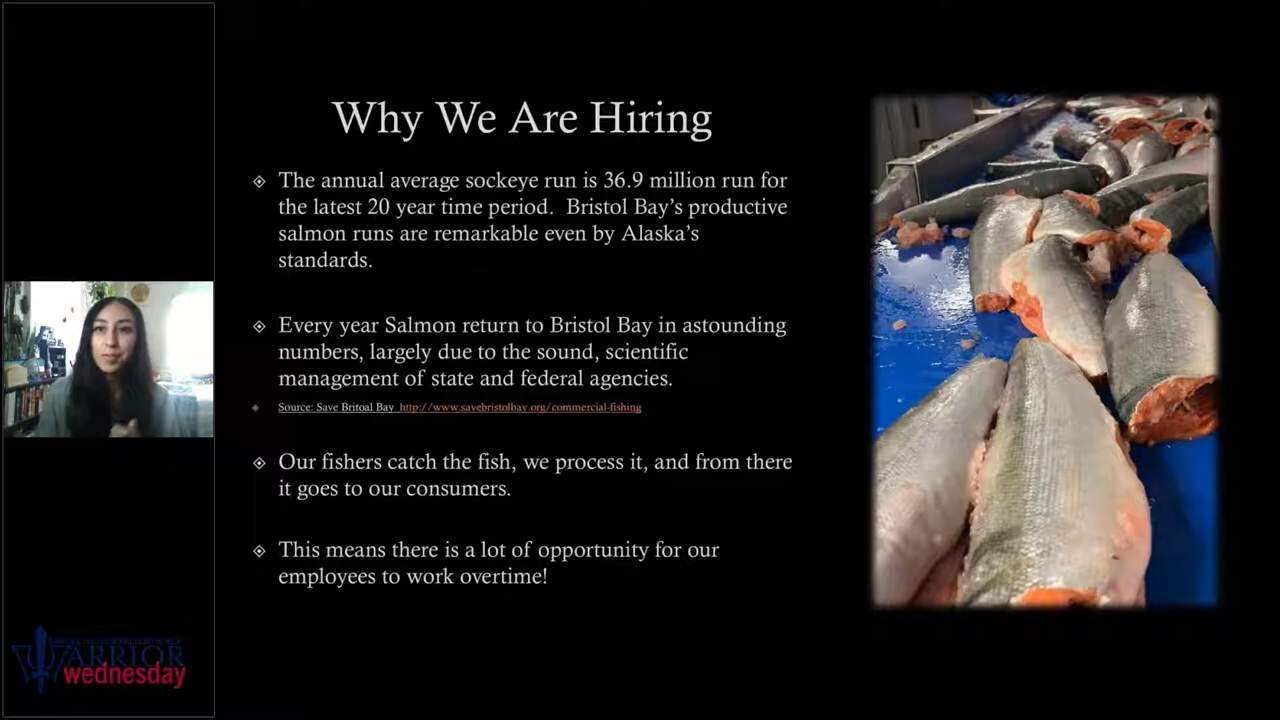 Why We Are Hiring
The annual average sockeye run is 36.9 million run for
the latest 20 year time period. Bristol Bay's productive
salmon runs are remarkable even by Alaska's
standards.
Every year Salmon return to Bristol Bay in astounding
numbers, largely due to the sound, scientific
management of state and federal agencies.
Source: Save Britoal Bay http://www.savebristolbay.org/commercial-fishing
Our fishers catch the fish, we process it, and from there
it goes to our consumers.
This means there is a lot of opportunity for our
employees to work overtime!
WARRIOR
wednesday